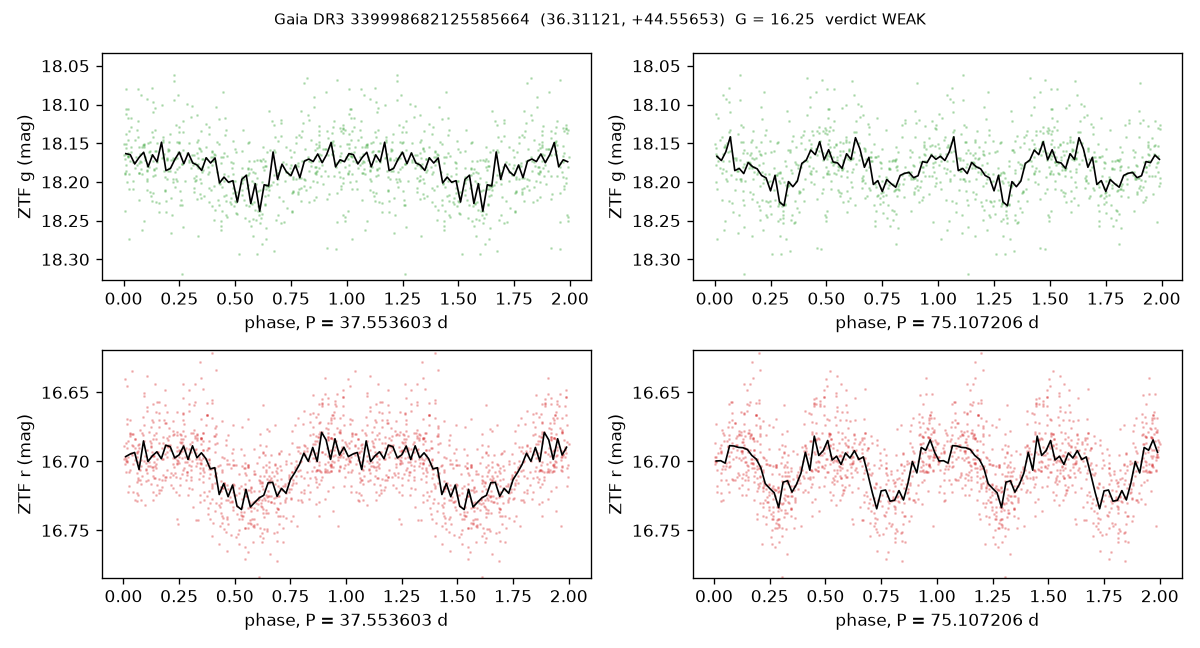 Gaia DR3 339998682125585664  (36.31121, +44.55653)  G = 16.25  verdict WEAK
18.05
18.10
18.15
18.20
18.25
18.30
ZTF g (mag)
0.00 0.25 0.50 0.75 1.00 1.25 1.50 1.75 2.00
phase, P = 37.553603 d
18.05
18.10
18.15
18.20
18.25
18.30
ZTF g (mag)
0.00 0.25 0.50 0.75 1.00 1.25 1.50 1.75 2.00
phase, P = 75.107206 d
16.65
16.70
16.75
ZTF r (mag)
0.00 0.25 0.50 0.75 1.00 1.25 1.50 1.75 2.00
phase, P = 37.553603 d
16.65
16.70
16.75
ZTF r (mag)
0.00 0.25 0.50 0.75 1.00 1.25 1.50 1.75 2.00
phase, P = 75.107206 d